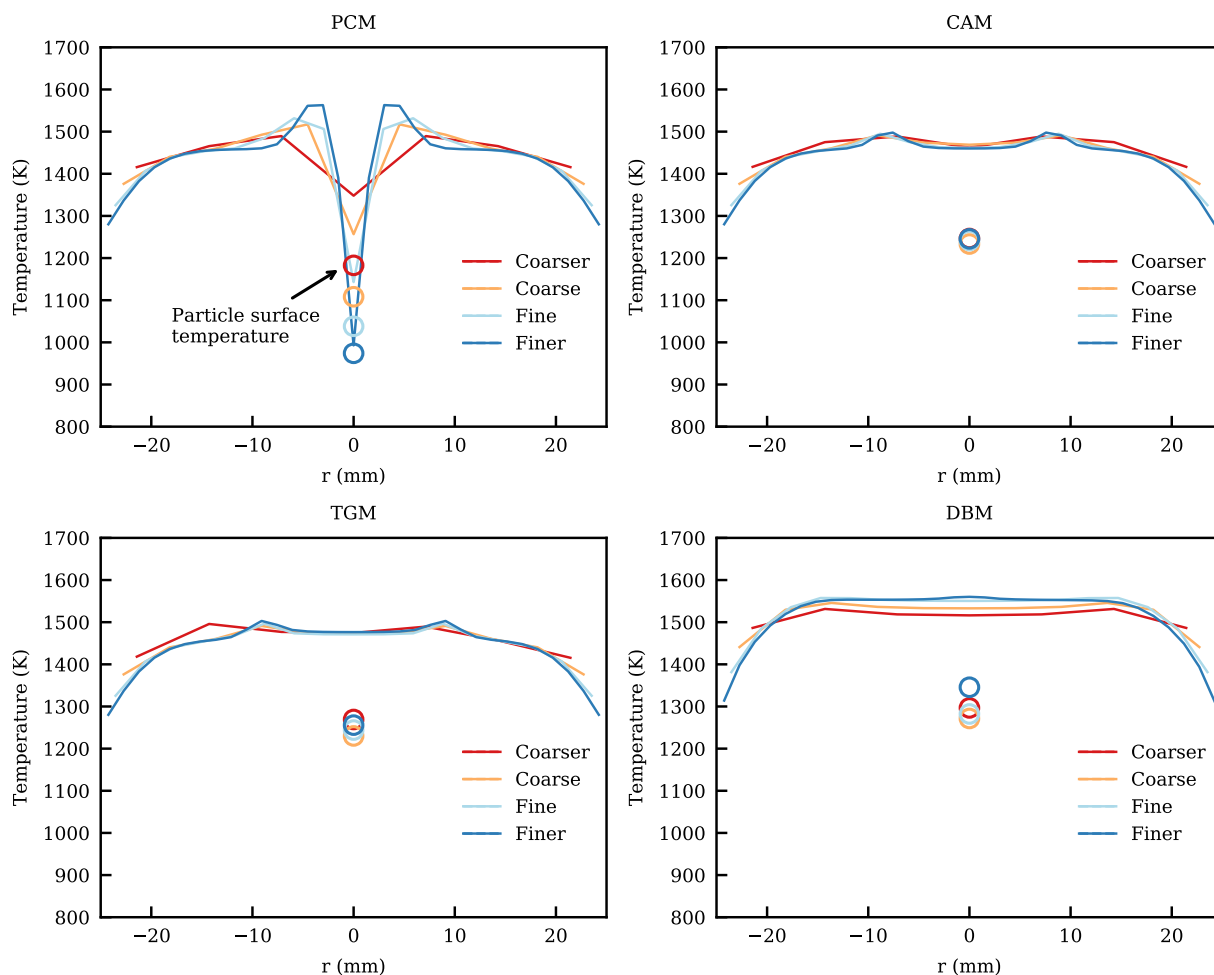 PCM
1700
1600
1500
1400
1300
1200
1100
1000
900
800
Temperature (K)
Particle surface
temperature
Coarser
Coarse
Fine
Finer
−20
−10
0
10
20
r (mm)
CAM
1700
1600
1500
1400
1300
1200
1100
1000
900
800
Temperature (K)
Coarser
Coarse
Fine
Finer
−20
−10
0
10
20
r (mm)
TGM
1700
1600
1500
1400
1300
1200
1100
1000
900
800
Temperature (K)
Coarser
Coarse
Fine
Finer
−20
−10
0
10
20
r (mm)
DBM
1700
1600
1500
1400
1300
1200
1100
1000
900
800
Temperature (K)
Coarser
Coarse
Fine
Finer
−20
−10
0
10
20
r (mm)